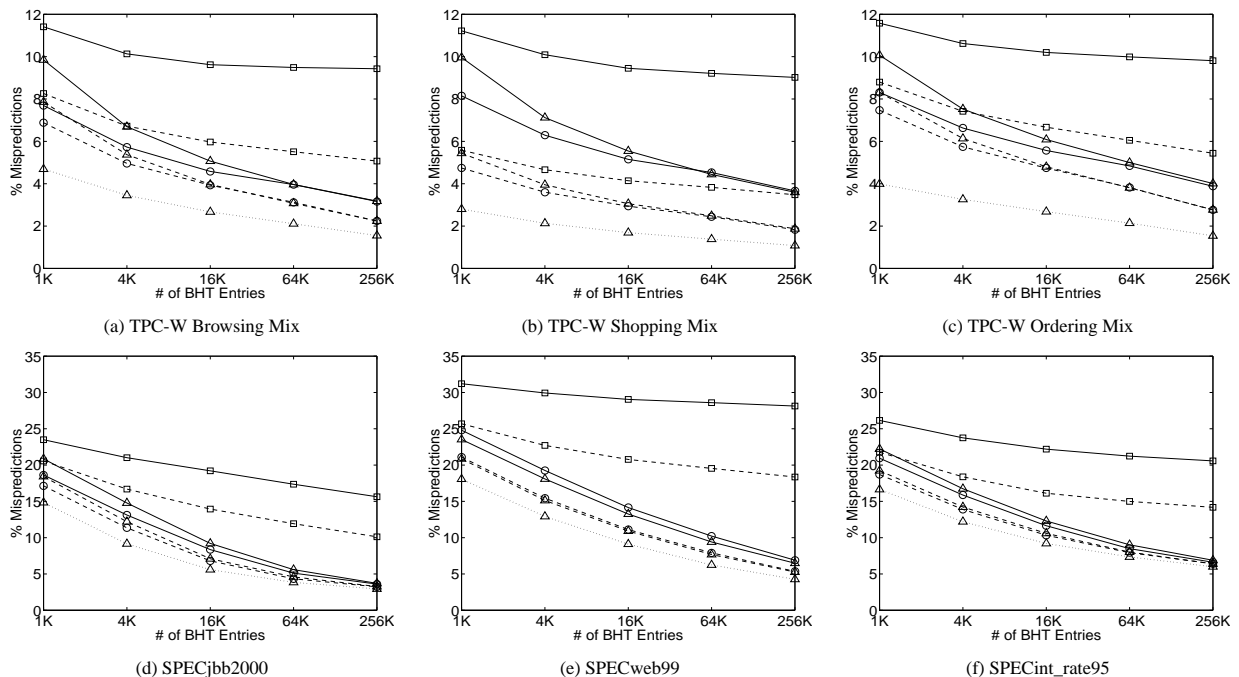 12
10
8
6
4
2
0
% Mispredictions
1K 4K 16K 64K 256K
# of BHT Entries
(a) TPC-W Browsing Mix
12
10
8
6
4
2
0
% Mispredictions
1K 4K 16K 64K 256K
# of BHT Entries
(b) TPC-W Shopping Mix
12
10
8
6
4
2
0
% Mispredictions
1K 4K 16K 64K 256K
# of BHT Entries
(c) TPC-W Ordering Mix
35
30
25
20
15
10
5
0
% Mispredictions
1K 4K 16K 64K 256K
# of BHT Entries
(d) SPECjbb2000
35
30
25
20
15
10
5
0
% Mispredictions
1K 4K 16K 64K 256K
# of BHT Entries
(e) SPECweb99
35
30
25
20
15
10
5
0
% Mispredictions
1K 4K 16K 64K 256K
# of BHT Entries
(f) SPECint_rate95